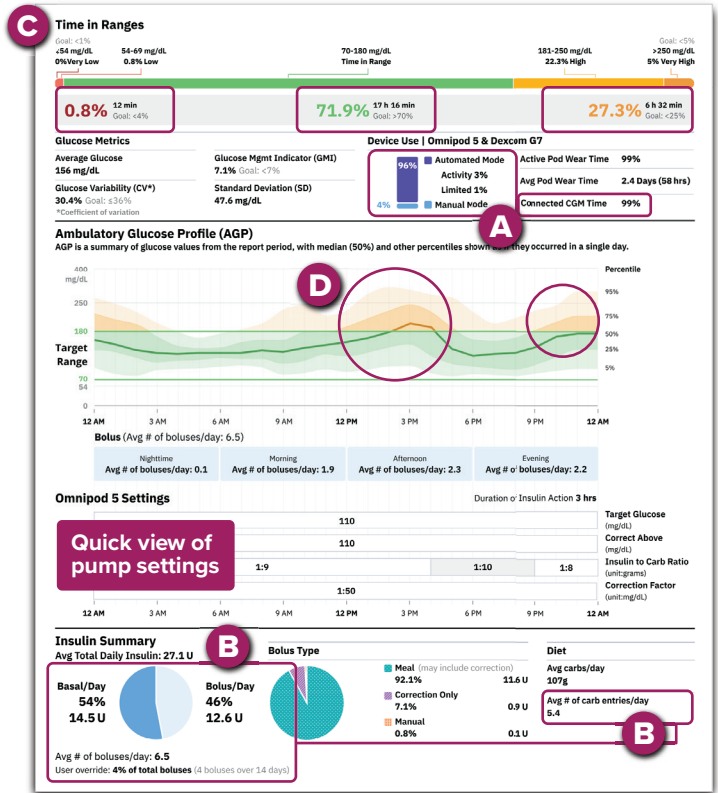 C
Time in Ranges
Goal: <1%
<54 mg/dL
0%Very Low
54-69 mg/dL
0.8% Low
70-180 mg/dL
Time in Range
181-250 mg/dL
22.3% High
Goal: <5%
>250 mg/dL
5% Very High
0.8% 12 min
Goal: <4%
71.9% 17 h 16 min
Goal: >70%
27.3% 6 h 32 min
Goal: <25%
Glucose Metrics
Average Glucose
156 mg/dL
Glucose Mgmt Indicator (GMI)
7.1% Goal: <7%
Glucose Variability (CV*)
30.4% Goal: ≤36%
*Coefficient of variation
Standard Deviation (SD)
47.6 mg/dL
Device Use | Omnipod 5 & Dexcom G7
96%
Automated Mode
Activity 3%
Limited 1%
4%
Manual Mode
Active Pod Wear Time 99%
Avg Pod Wear Time 2.4 Days (58 hrs)
Connected CGM Time 99%
A
Ambulatory Glucose Profile (AGP)
AGP is a summary of glucose values from the report period, with median (50%) and other percentiles shown as if they occurred in a single day.
D
400
mg/dL
250
180
Target
Range
70
54
0
Percentile
95%
75%
50%
25%
5%
12 AM 3 AM 6 AM 9 AM 12 PM 3 PM 6 PM 9 PM 12 AM
Bolus (Avg # of boluses/day: 6.5)
Nighttime
Avg # of boluses/day: 0.1
Morning
Avg # of boluses/day: 1.9
Afternoon
Avg # of boluses/day: 2.3
Evening
Avg # of boluses/day: 2.2
Omnipod 5 Settings
Duration of Insulin Action 3 hrs
110
Target Glucose
(mg/dL)
110
Correct Above
(mg/dL)
1:9 1:10 1:8
Insulin to Carb Ratio
(unit:grams)
1:50
Correction Factor
(unit:mg/dL)
Quick view of
pump settings
12 AM 3 AM 6 AM 9 AM 12 PM 3 PM 6 PM 9 PM 12 AM
Insulin Summary
Avg Total Daily Insulin: 27.1 U
B
Basal/Day
54%
14.5 U
Bolus/Day
46%
12.6 U
Avg # of boluses/day: 6.5
User override: 4% of total boluses (4 boluses over 14 days)
Bolus Type
Meal (may include correction)
92.1% 11.6 U
Correction Only
7.1% 0.9 U
Manual
0.8% 0.1 U
Diet
Avg carbs/day
107g
Avg # of carb entries/day
5.4
B